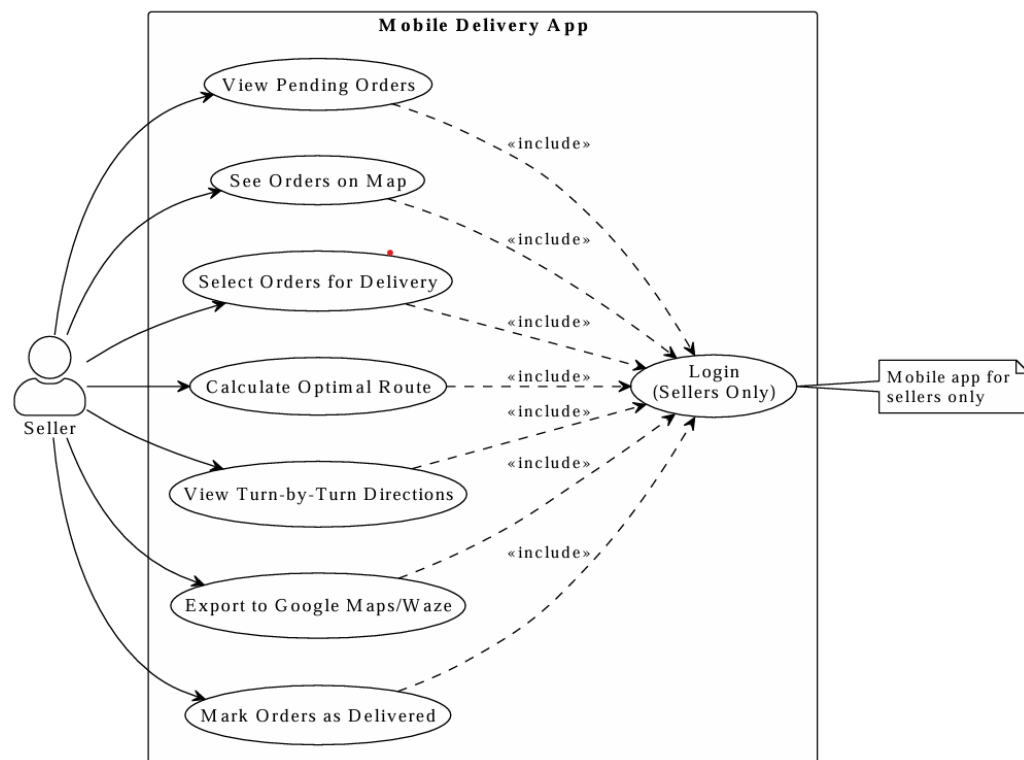 Mobile Delivery App
View Pending Orders
«include»
See Orders on Map
«include»
Select Orders for Delivery
«include»
Login
(Sellers Only)
Mobile app for
sellers only
Calculate Optimal Route
«include»
«include»
Seller
View Turn-by-Turn Directions
«include»
Export to Google Maps/Waze
«include»
Mark Orders as Delivered